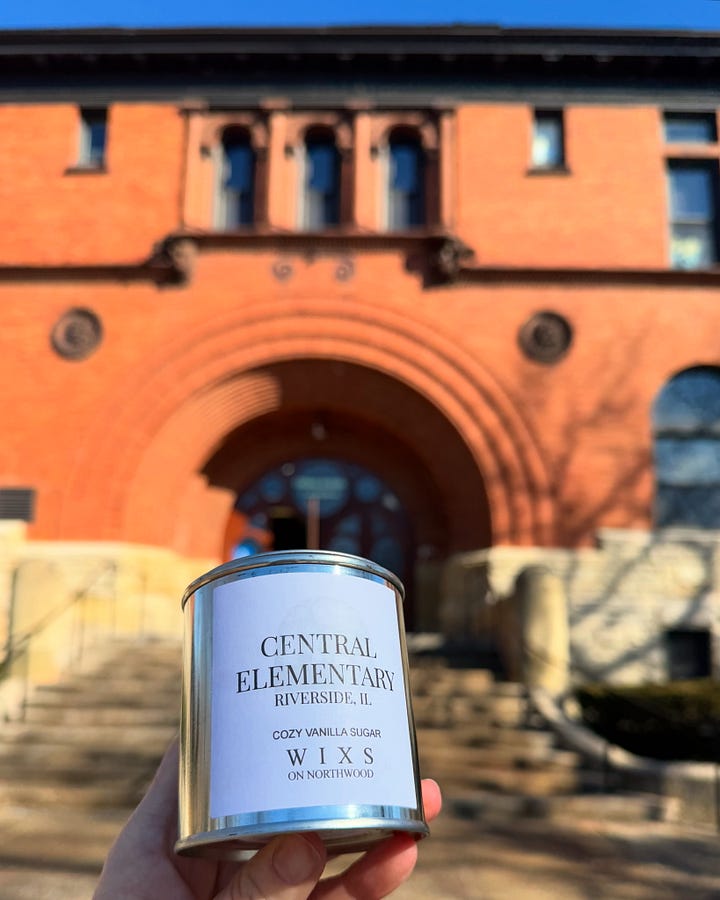 CENTRAL
ELEMENTARY
RIVERSIDE, IL
COZY VANILLA SUGAR
WIXS
ON NORTHWOOD